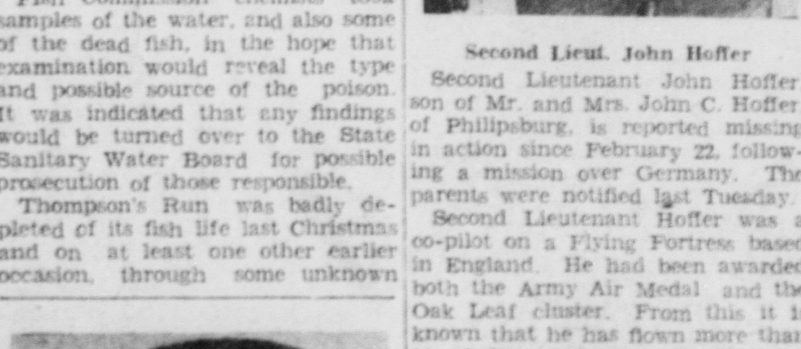 Fish Commission chemists took
samples of the water, and also some
of the dead fish, in the hope that
examination would reveal the type
and possible source of the poison.
It was indicated that any findings
would be turned over to the State
Sanitary Water Board for possible
prosecution of those responsible.
Thompson's Run was badly de-
pleted of its fish life last Christmas
and on at least one other earlier
occasion, through some unknown
Second Lieut. John Hoffer
Second Lieutenant John Hoffer
son of Mr. and Mrs. John C. Hoffer
of Philipsburg, is reported missing
in action since February 22, follow-
ing a mission over Germany. The
parents were notified last Tuesday.
Second Lieutenant Hoffer was a
co-pilot on a Flying Fortress based
in England. He had been awarded
both the Army Air Medal and the
Oak Leaf cluster. From this it i
known that he has flown more than